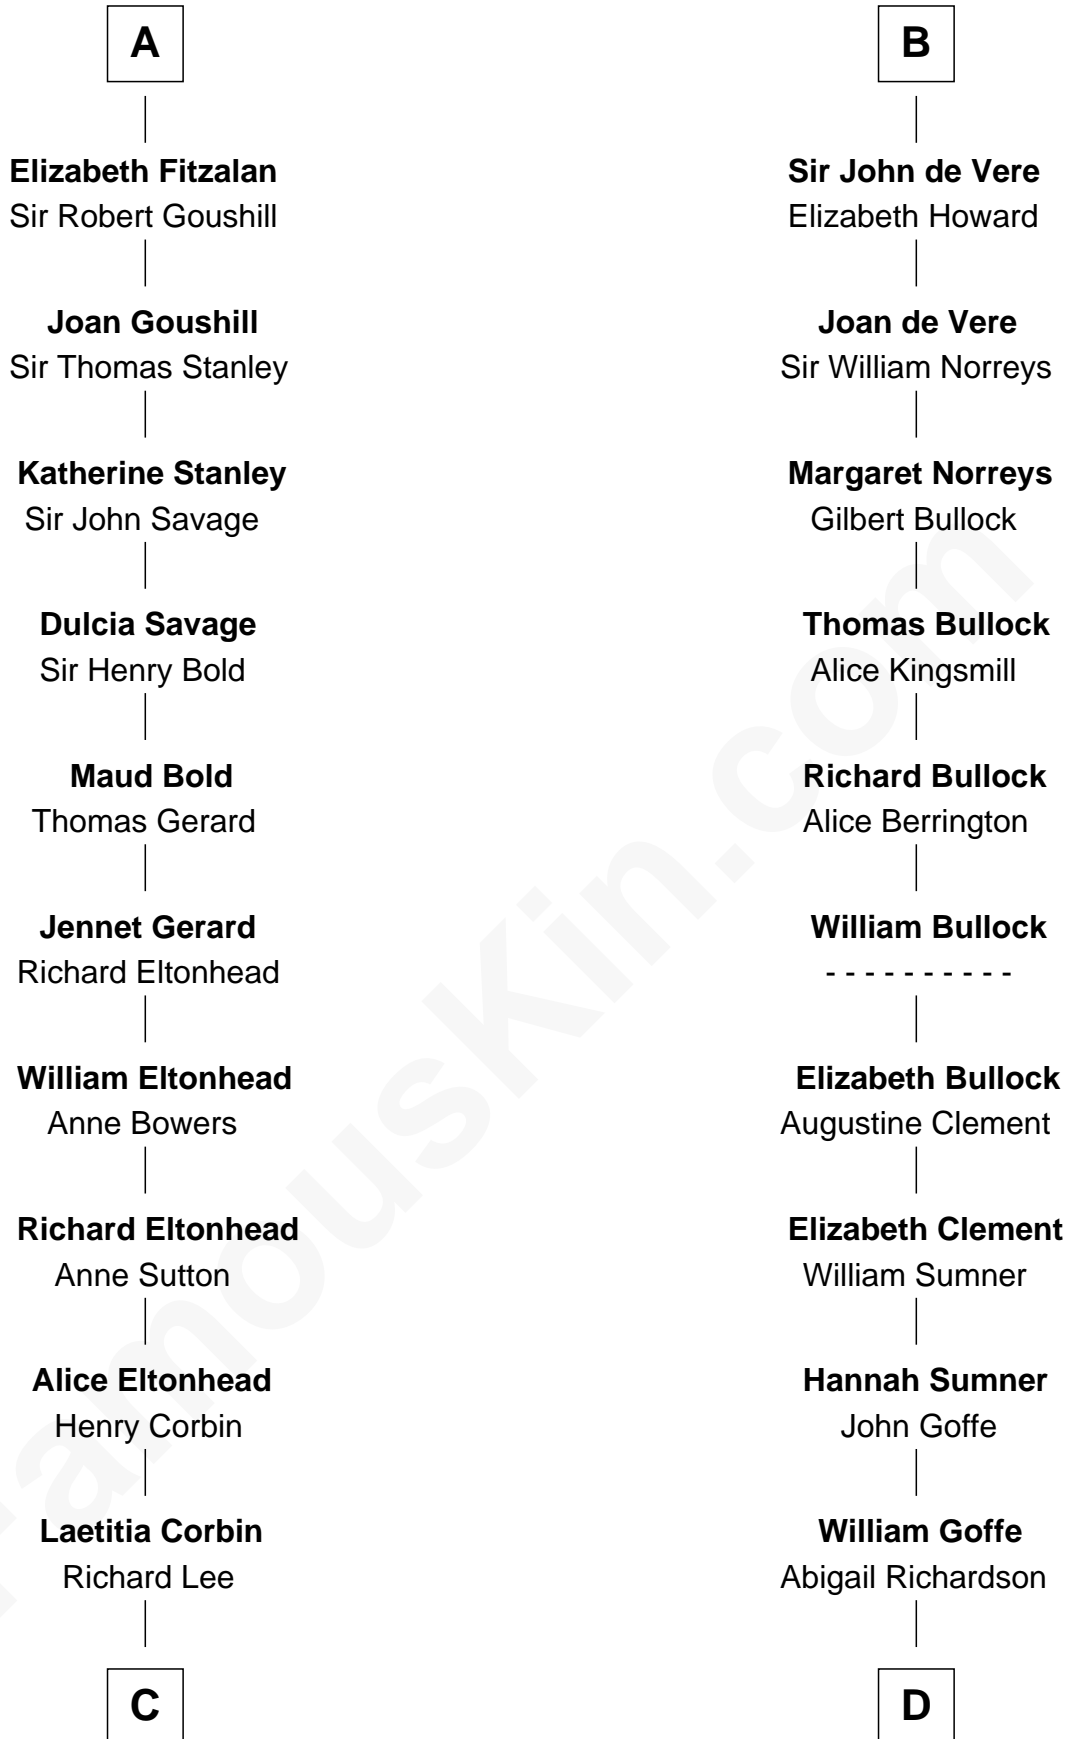 A
Elizabeth Fitzalan
Sir Robert Goushill
Joan Goushill
Sir Thomas Stanley
Katherine Stanley
Sir John Savage
Dulcia Savage
Sir Henry Bold
Maud Bold
Thomas Gerard
Jennet Gerard
Richard Eltonhead
William Eltonhead
Anne Bowers
Richard Eltonhead
Anne Sutton
Alice Eltonhead
Henry Corbin
Laetitia Corbin
Richard Lee
C
B
Sir John de Vere
Elizabeth Howard
Joan de Vere
Sir William Norreys
Margaret Norreys
Gilbert Bullock
Thomas Bullock
Alice Kingsmill
Richard Bullock
Alice Berrington
William Bullock
- - - - - - - - - -
Elizabeth Bullock
Augustine Clement
Elizabeth Clement
William Sumner
Hannah Sumner
John Goffe
William Goffe
Abigail Richardson
D
FamousKin.com